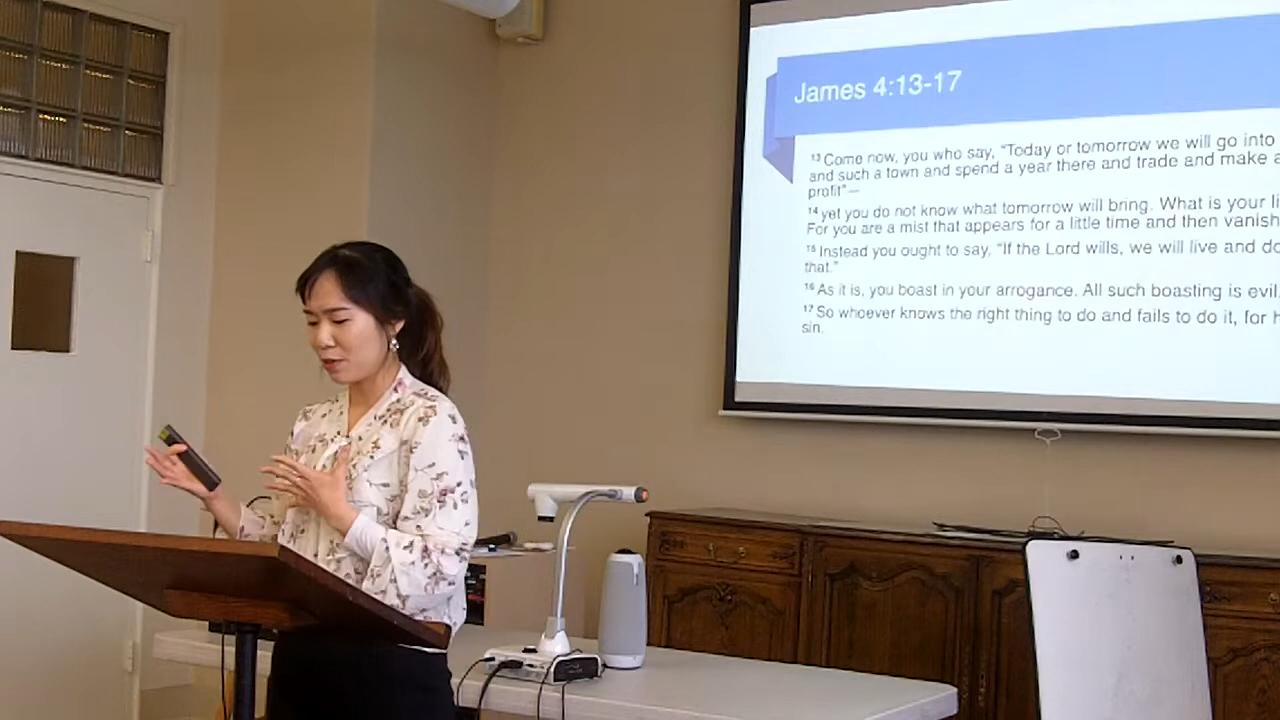 James 4:13-17
13 Come now, you who say, "Today or tomorrow we will go into
and such a town and spend a year there and trade and make a
profit"—
14 yet you do not know what tomorrow will bring. What is your li
For you are a mist that appears for a little time and then vanish
15 Instead you ought to say, "If the Lord wills, we will live and do
that."
16 As it is, you boast in your arrogance. All such boasting is evil.
17 So whoever knows the right thing to do and fails to do it, for h
sin.